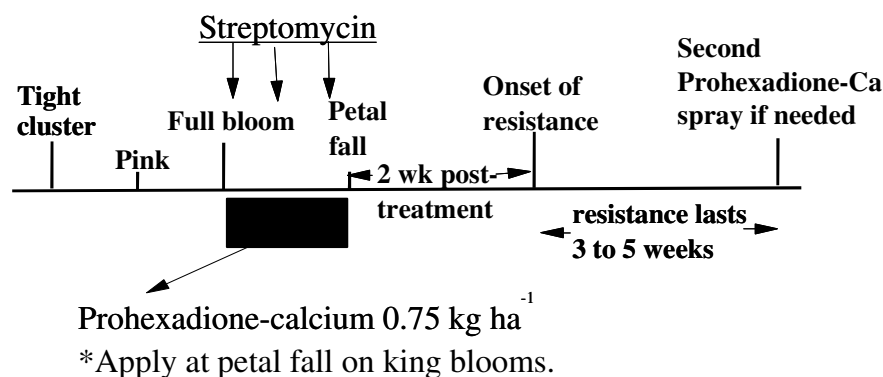 Streptomycin
Tight
cluster
Pink
Full bloom
Petal
fall
2 wk post-
treatment
Onset of
resistance
resistance lasts
3 to 5 weeks
Second
Prohexadione-Ca
spray if needed
Prohexadione-calcium 0.75 kg ha⁻¹
*Apply at petal fall on king blooms.